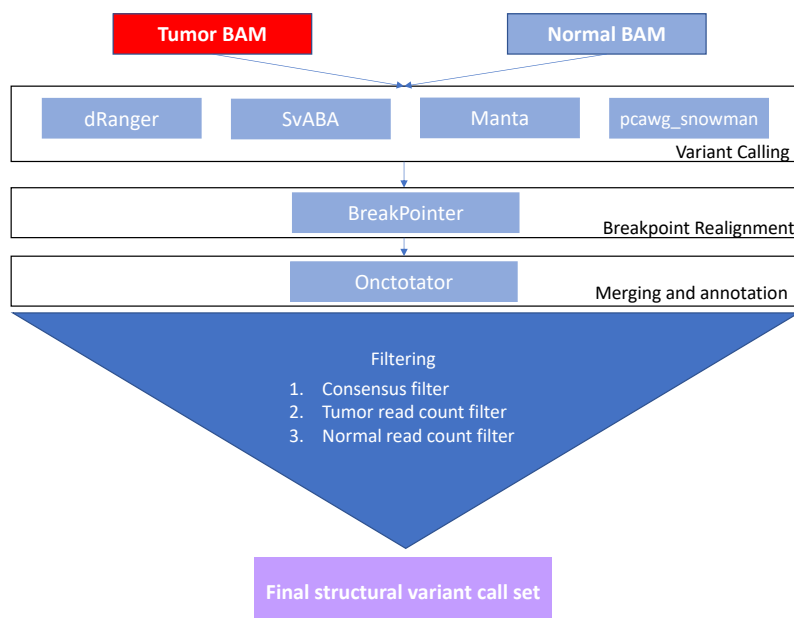 Tumor BAM
Normal BAM
dRanger
SvABA
Manta
pcawg_snowman
Variant Calling
BreakPointer
Breakpoint Realignment
Onctotator
Merging and annotation
Filtering
1. Consensus filter
2. Tumor read count filter
3. Normal read count filter
Final structural variant call set